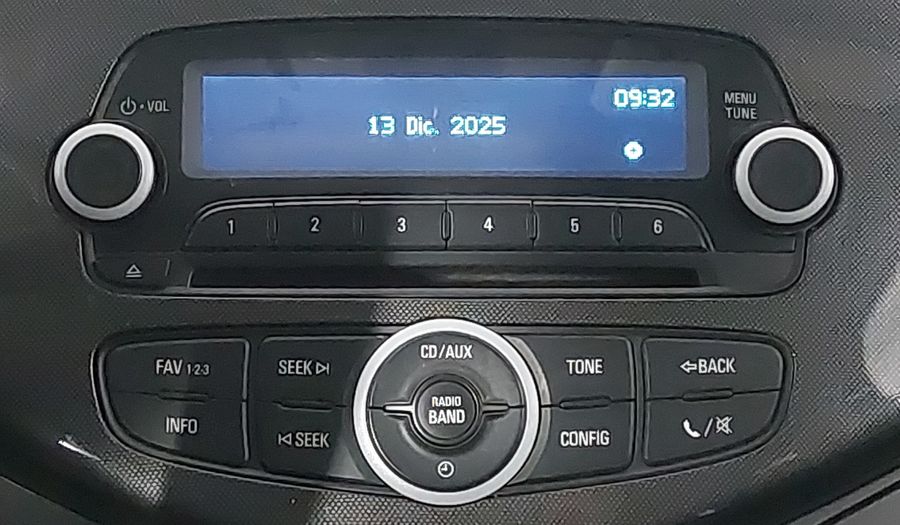 VOL
09:32
13 Dic. 2025
MENU
TUNE
1 2 3 4 5 6
CD/AUX
FAV 1·2·3 SEEK TONE BACK
RADIO
BAND
INFO SEEK CONFIG /